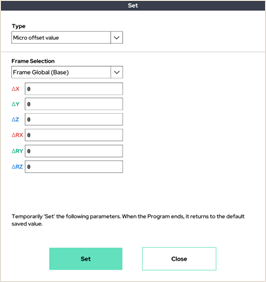 Set
Type
Micro offset value
Frame Selection
Frame Global (Base)
ΔX 0
ΔY 0
ΔZ 0
ΔRX 0
ΔRY 0
ΔRZ 0
Temporarily 'Set' the following parameters. When the Program ends, it returns to the default
saved value.
Set Close